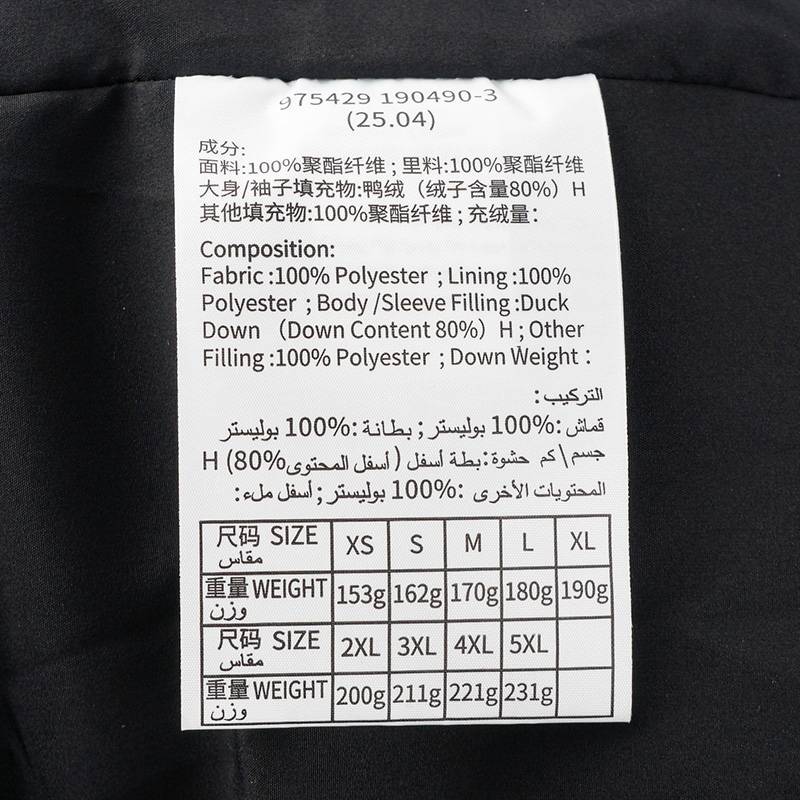 975429 190490-3
(25.04)
成分:
面料:100%聚酯纤维；里料:100%聚酯纤维
大身/袖子填充物:鸭绒（绒子含量80%）H
其他填充物:100%聚酯纤维；充绒量：
Composition:
Fabric :100% Polyester ; Lining :100%
Polyester ; Body /Sleeve Filling :Duck
Down （Down Content 80%）H ; Other
Filling :100% Polyester ; Down Weight :
التركيب:
قماش :100% بوليستر ; بطانة :100% بوليستر
جسم \ كم حشوة:بطة أسفل ( أسفل المحتوى80%) H
المحتويات الأخرى :100% بوليستر ; أسفل ملء:
尺码 SIZE XS S M L XL
مقاس
重量 WEIGHT 153g 162g 170g 180g 190g
وزن
尺码 SIZE 2XL 3XL 4XL 5XL
مقاس
重量 WEIGHT 200g 211g 221g 231g
وزن